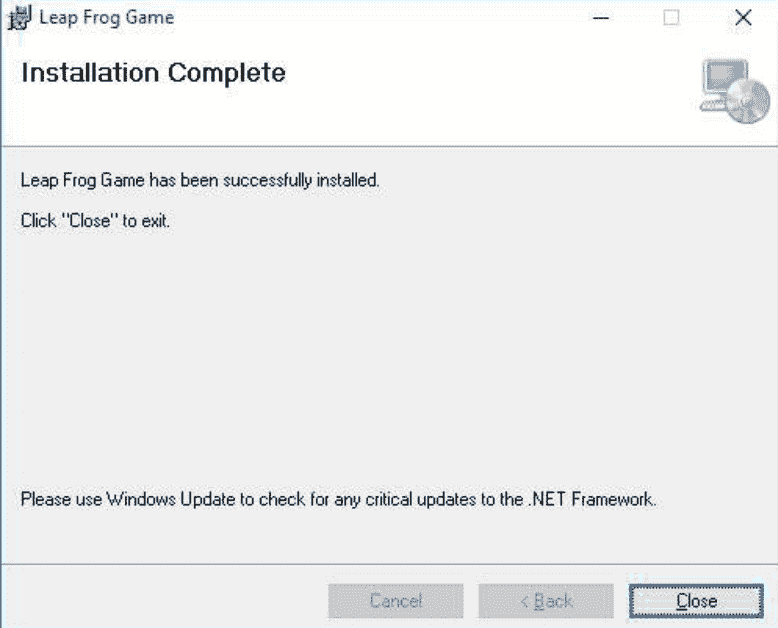 Leap Frog Game
Installation Complete
Leap Frog Game has been successfully installed.
Click "Close" to exit.
Please use Windows Update to check for any critical updates to the .NET Framework.
Cancel
< Back
Close